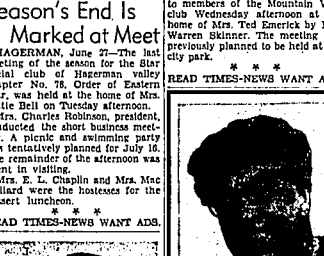 eason's End Is
Marked at Meet
HAGERMAN, June 27—The last
eting of the season for the Star
cial club of Hagerman valley
apter No. 78, Order of Eastern
r, was held at the home of Mrs.
tie Bell on Tuesday afternoon.
Mrs. Charles Robinson, president,
ducted the short business meet-
. A picnic and swimming party
s tentatively planned for July 16.
e remainder of the afternoon was
nt in visiting.
Mrs. E. L. Chaplin and Mrs. Mac
llard were the hostesses for the
ssert luncheon.
* * *
EAD TIMES-NEWS WANT ADS.
to members of the Mountain V
club Wednesday afternoon at
home of Mrs. Ted Emerick by I
Warren Skinner. The meeting
previously planned to be held at
city park.
* * *
READ TIMES-NEWS WANT A